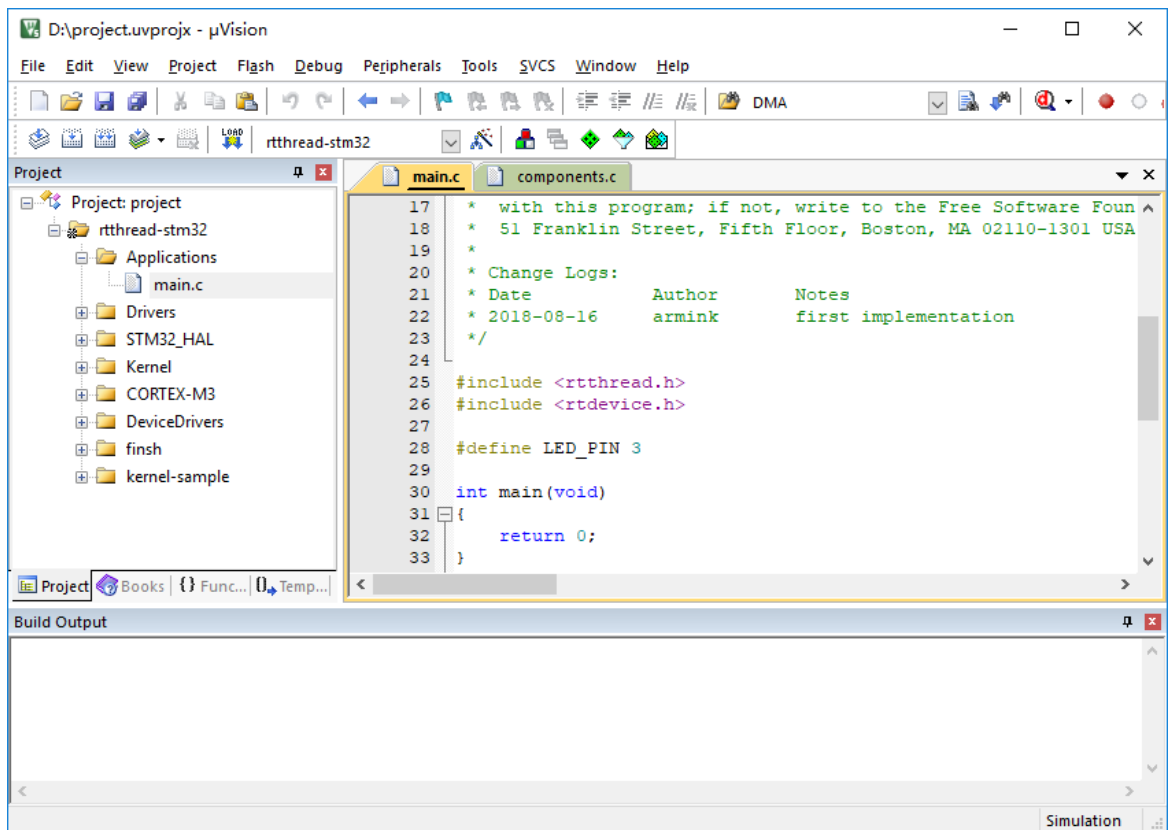 D:\project.uvprojx - µVision
File Edit View Project Flash Debug Peripherals Tools SVCS Window Help
DMA
LOAD rtthread-stm32
Project
main.c components.c
Project: project
rtthread-stm32
Applications
main.c
Drivers
STM32_HAL
Kernel
CORTEX-M3
DeviceDrivers
finsh
kernel-sample
Project Books {} Func... Temp...
17 * with this program; if not, write to the Free Software Foun
18 * 51 Franklin Street, Fifth Floor, Boston, MA 02110-1301 USA
19 *
20 * Change Logs:
21 * Date Author Notes
22 * 2018-08-16 armink first implementation
23 */
24
25 #include <rtthread.h>
26 #include <rtdevice.h>
27
28 #define LED_PIN 3
29
30 int main(void)
31 {
32 return 0;
33 }
Build Output
Simulation